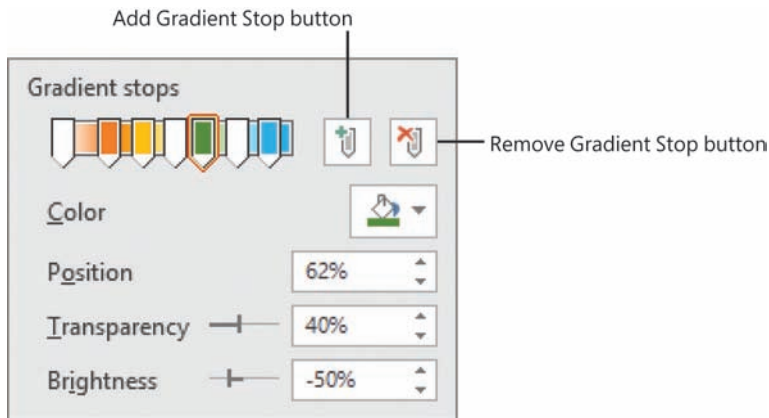 Add Gradient Stop button
Gradient stops
Remove Gradient Stop button
Color
Position 62%
Transparency 40%
Brightness -50%